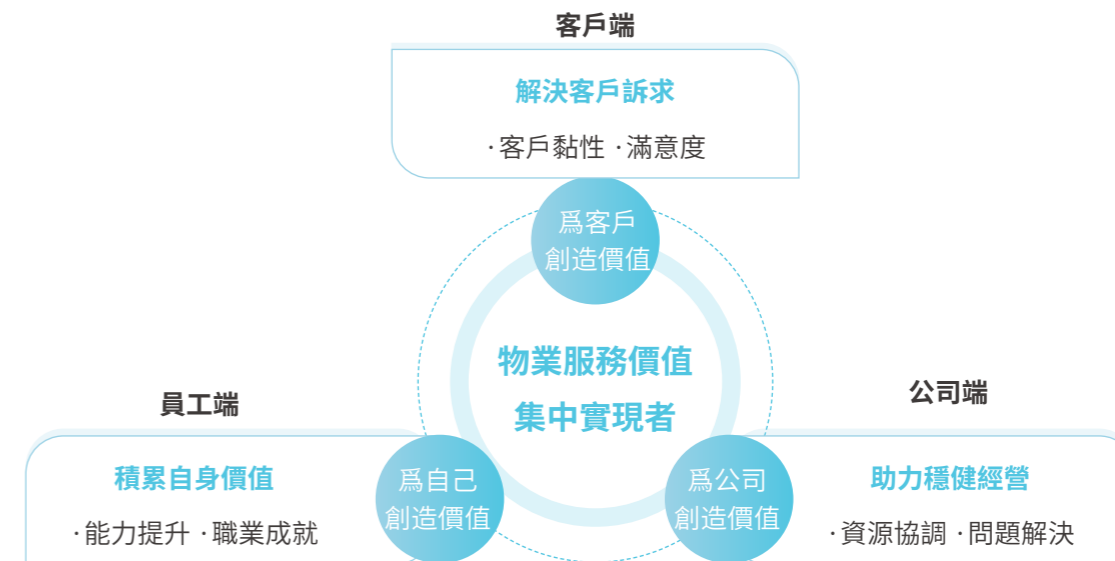 客戶端
解決客戶訴求
·客戶黏性 ·滿意度
爲客戶
創造價值
物業服務價值
集中實現者
員工端
積累自身價值
·能力提升 ·職業成就
爲自己
創造價值
公司端
爲公司
創造價值
助力穩健經營
·資源協調 ·問題解決